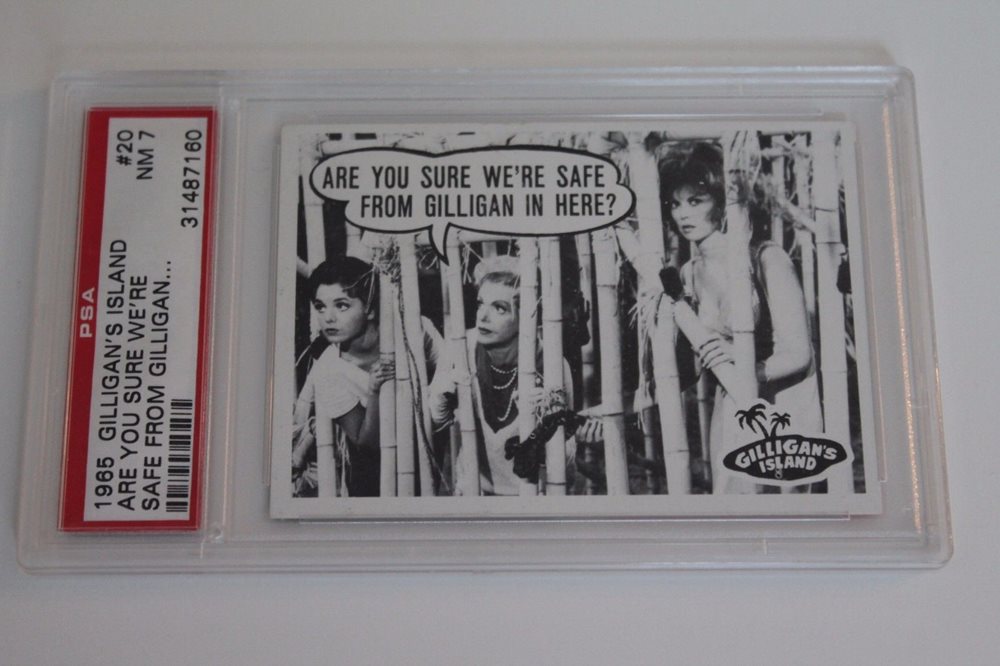 1965 GILLIGAN'S ISLAND #20
ARE YOU SURE WE'RE NM 7
SAFE FROM GILLIGAN...
31487160
PSA
ARE YOU SURE WE'RE SAFE
FROM GILLIGAN IN HERE?
GILLIGAN'S
ISLAND